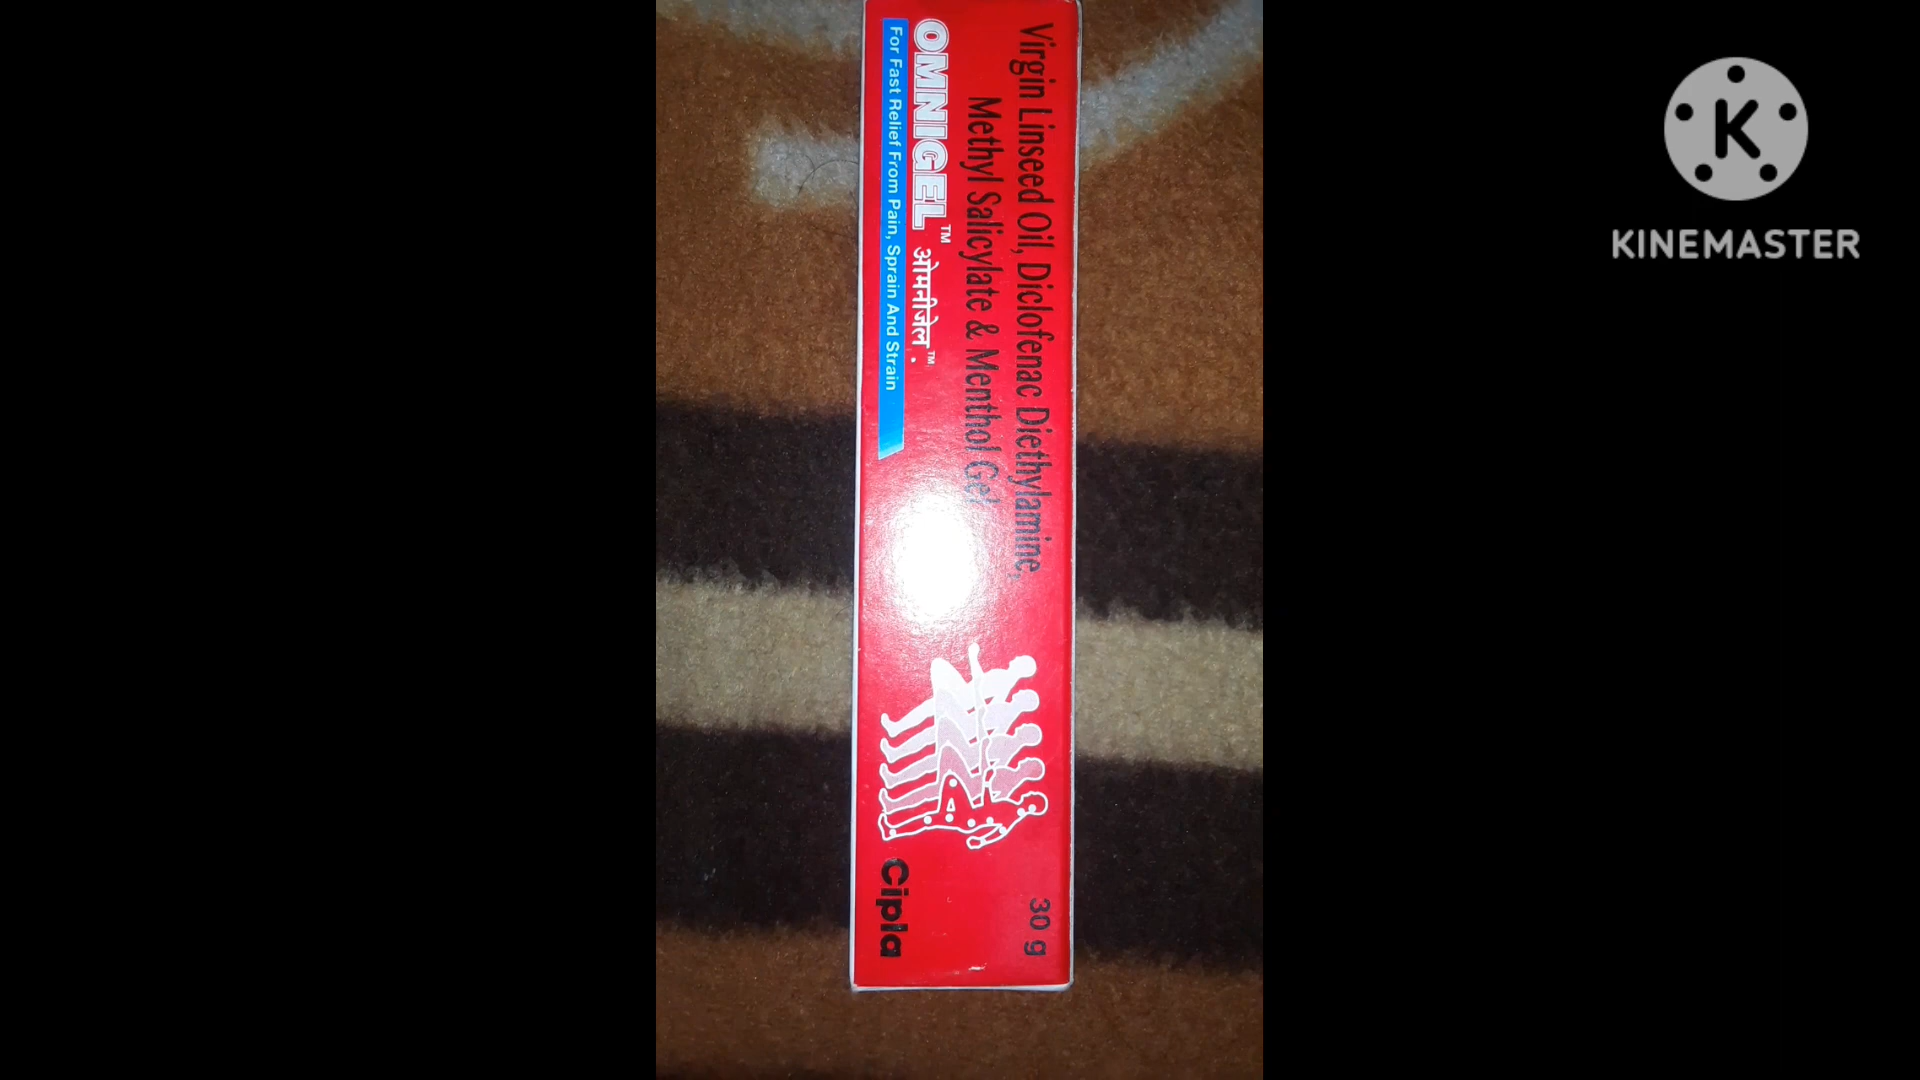 Virgin Linseed Oil, Diclofenac Diethylamine,
Methyl Salicylate & Menthol Gel
OMNIGEL™ ओमनीजेल™
For Fast Relief From Pain, Sprain And Strain
30 g
Cipla
KINEMASTER